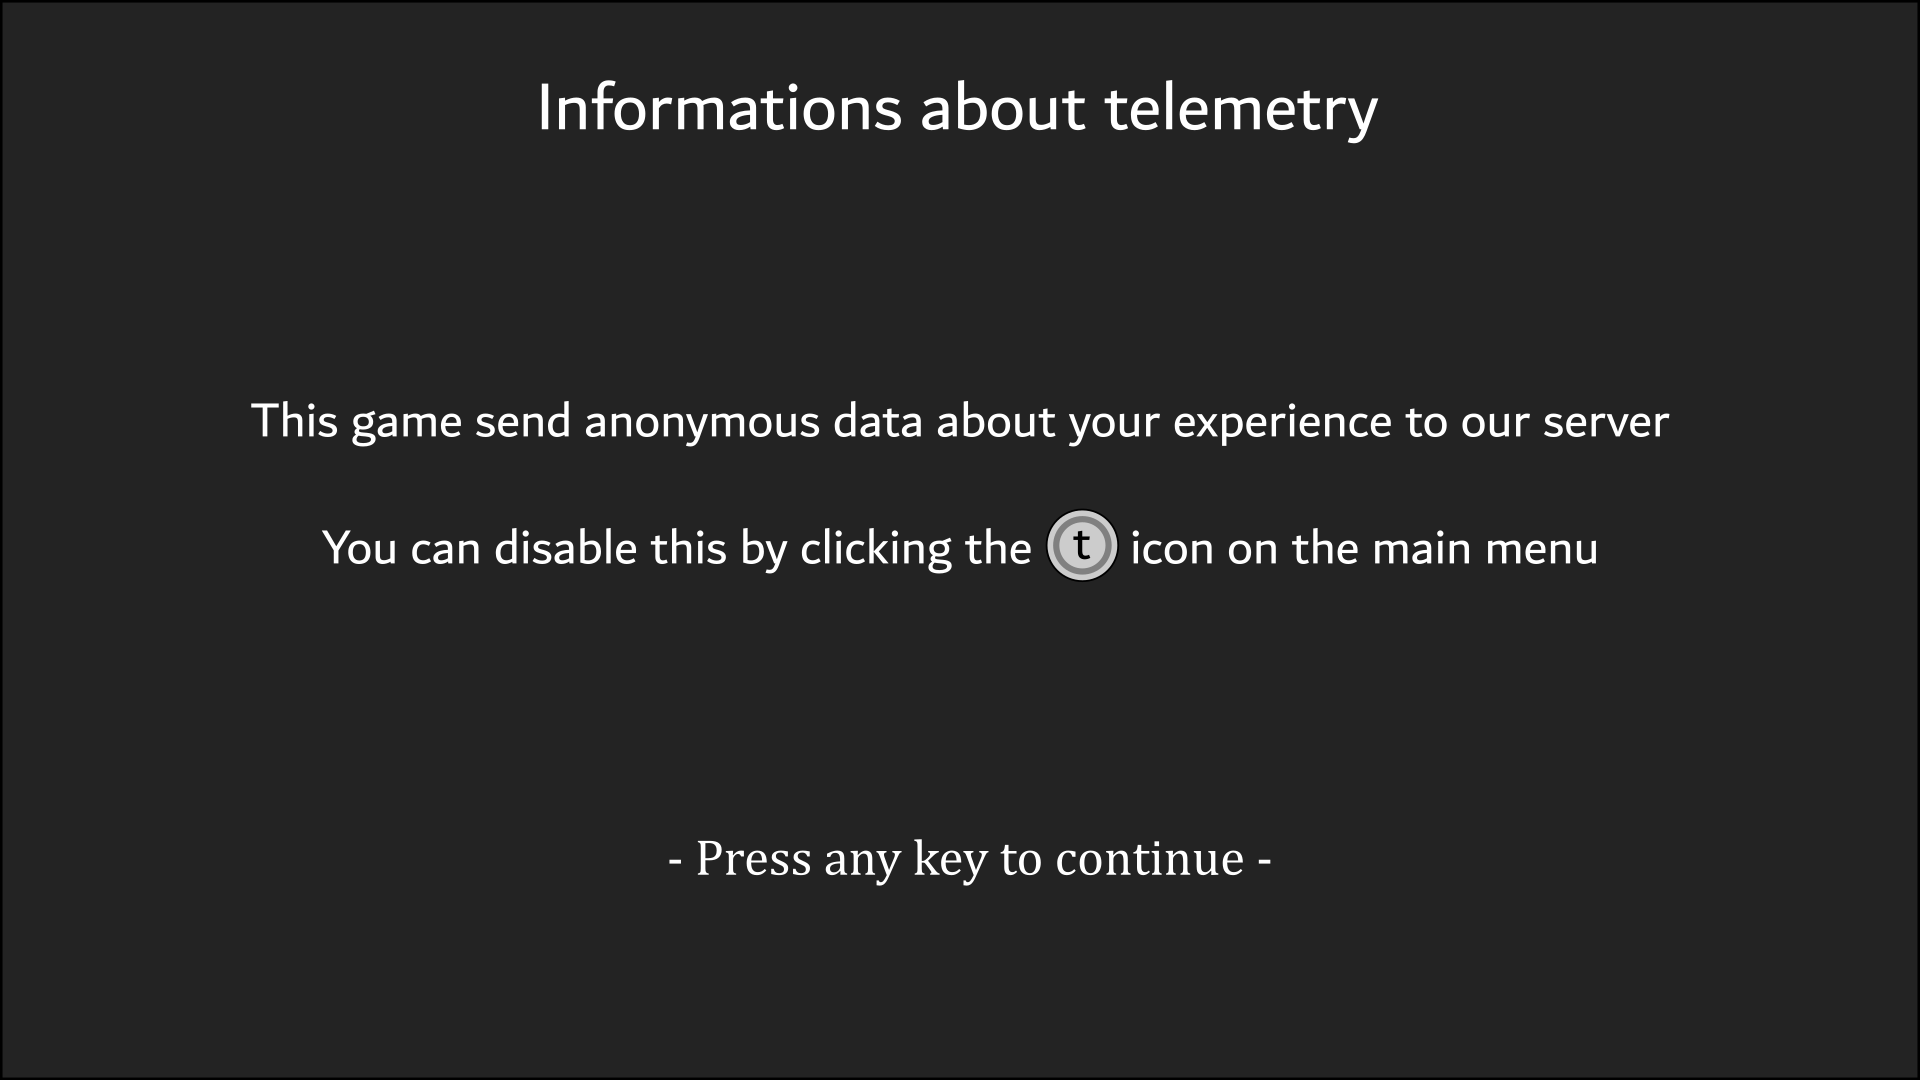 Informations about telemetry
This game send anonymous data about your experience to our server
You can disable this by clicking the t icon on the main menu
- Press any key to continue -